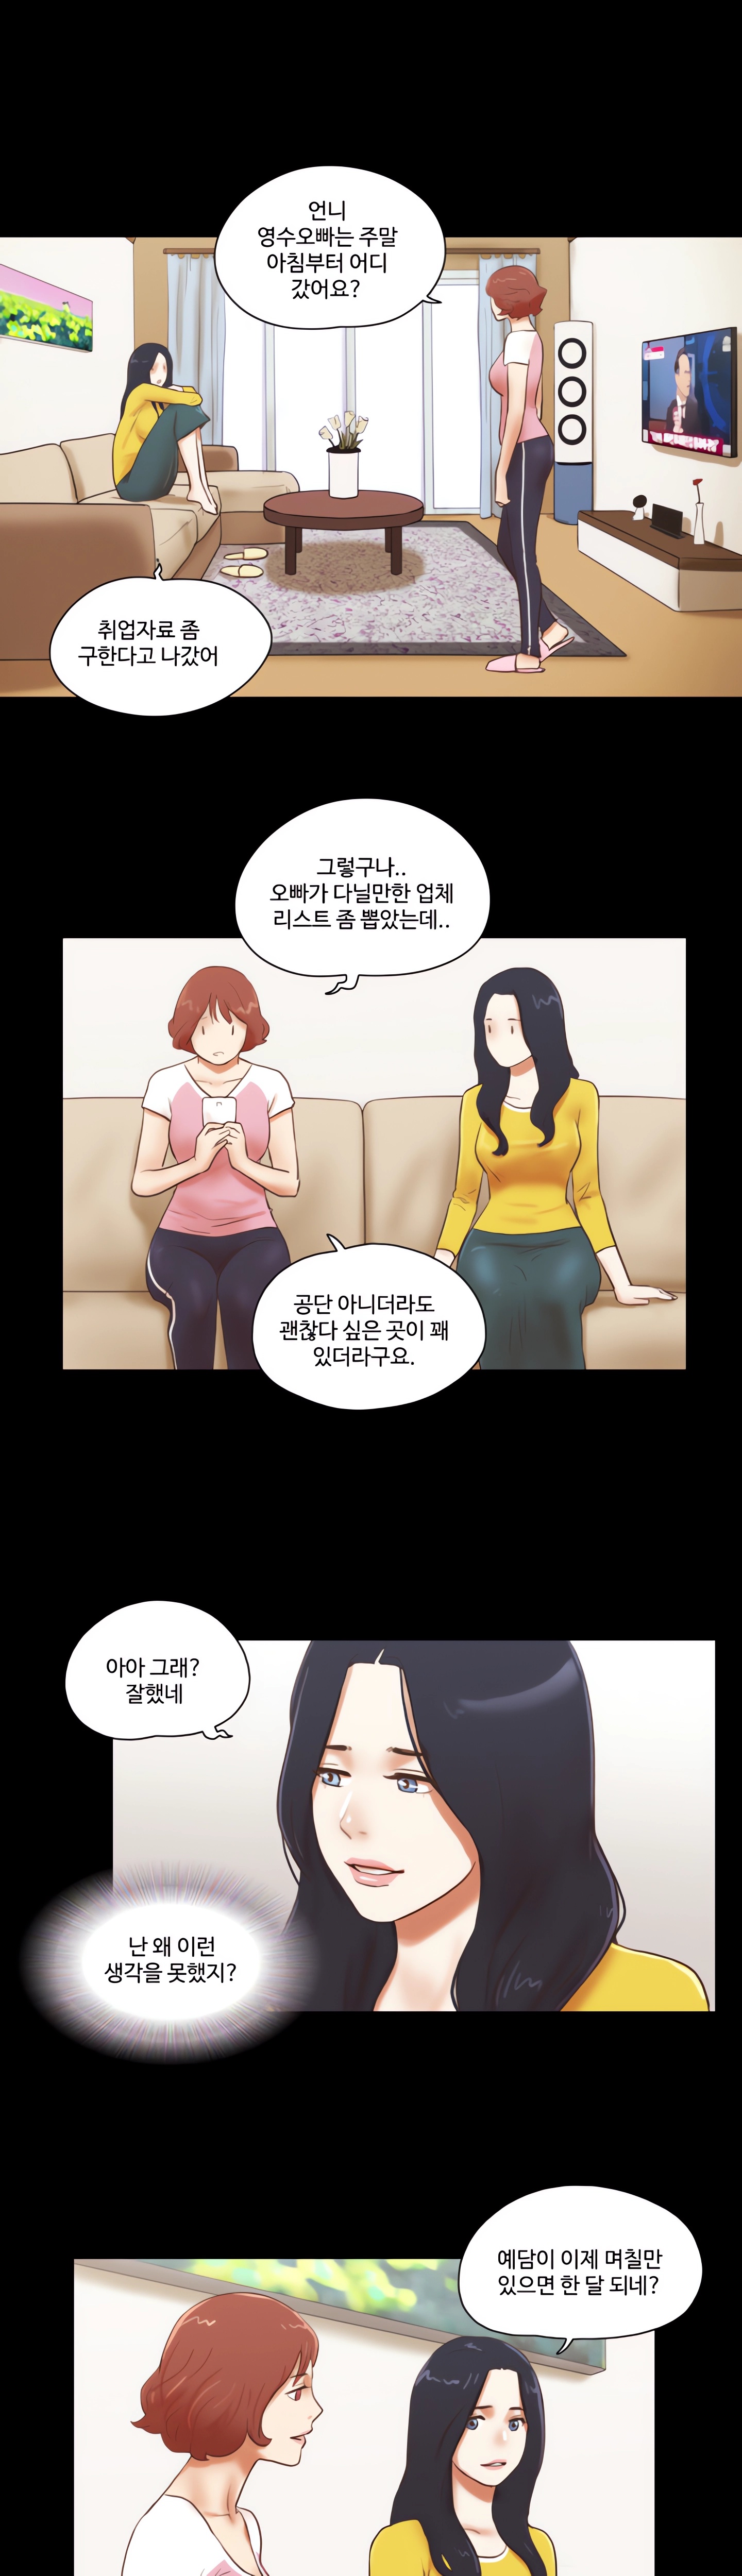 언니
영수오빠는 주말
아침부터 어디
갔어요?
취업자료 좀
구한다고 나갔어
그렇구나..
오빠가 다닐만한 업체
리스트 좀 뽑았는데..
공단 아니더라도
괜찮다 싶은 곳이 꽤
있더라구요.
아아 그래?
잘했네
난 왜 이런
생각을 못했지?
예담이 이제 며칠만
있으면 한 달 되네?